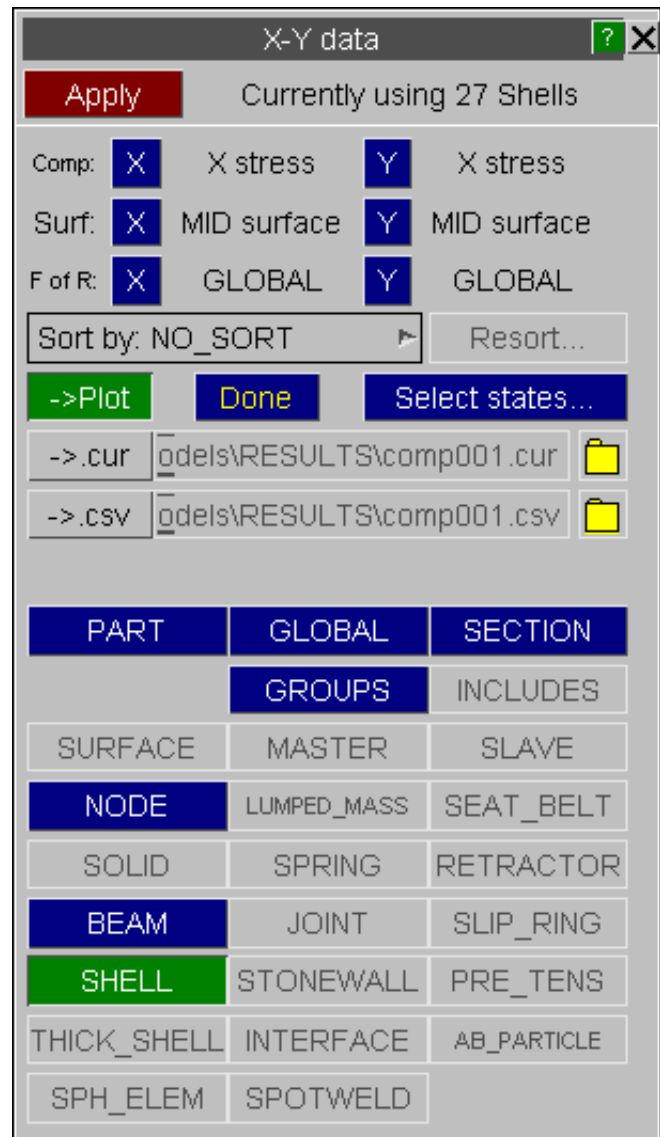 X-Y data ? X
Apply Currently using 27 Shells
Comp: X X stress Y X stress
Surf: X MID surface Y MID surface
F of R: X GLOBAL Y GLOBAL
Sort by: NO_SORT Resort...
->Plot Done Select states...
->.cur odels\RESULTS\comp001.cur
->.csv odels\RESULTS\comp001.csv
PART GLOBAL SECTION
GROUPS INCLUDES
SURFACE MASTER SLAVE
NODE LUMPED_MASS SEAT_BELT
SOLID SPRING RETRACTOR
BEAM JOINT SLIP_RING
SHELL STONEWALL PRE_TENS
THICK_SHELL INTERFACE AB_PARTICLE
SPH_ELEM SPOTWELD